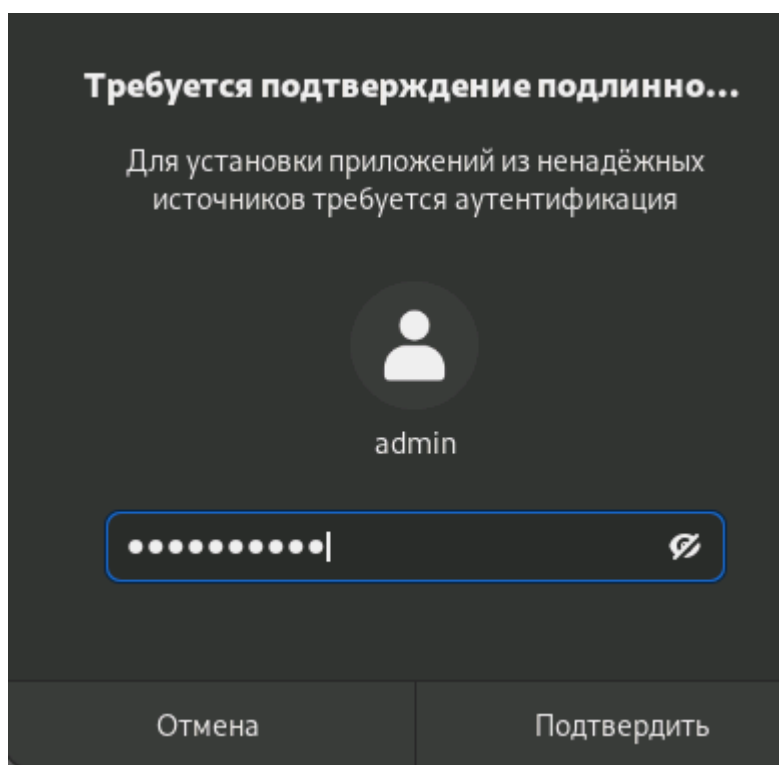 Требуется подтверждение подлинно...
Для установки приложений из ненадёжных
источников требуется аутентификация
admin
••••••••••
Отмена
Подтвердить